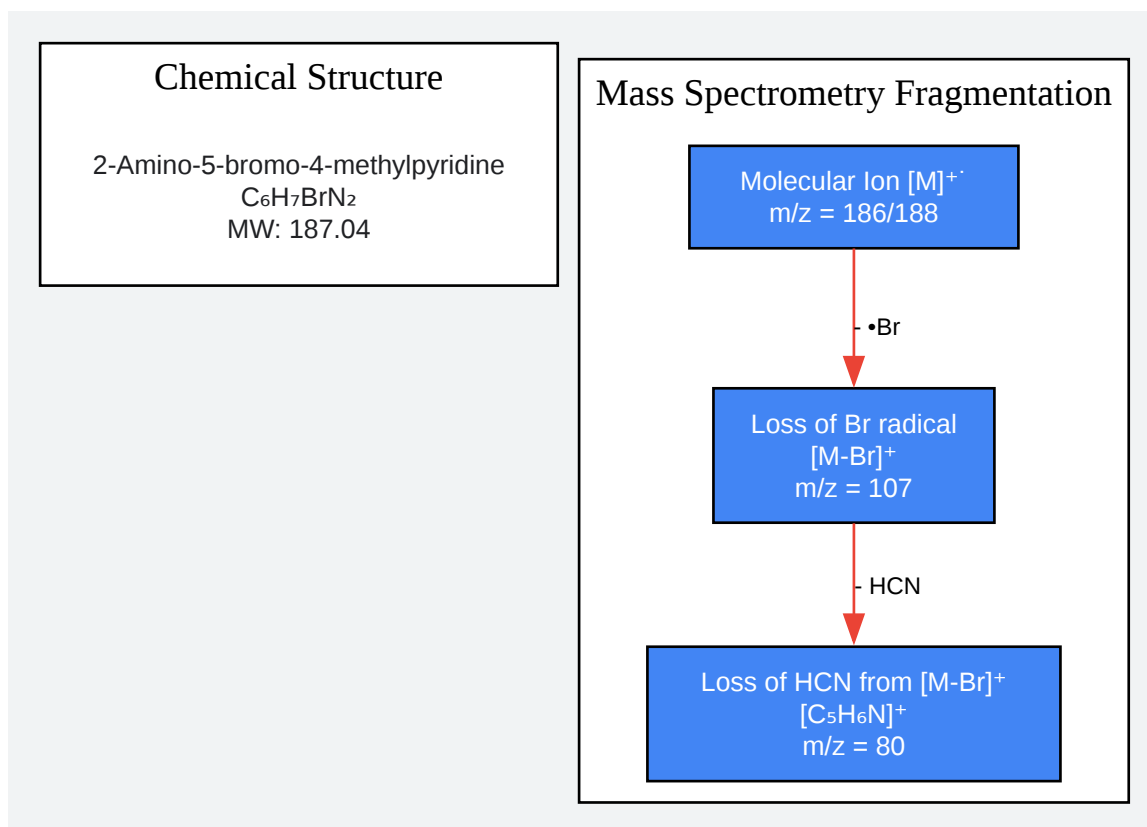 Chemical Structure
2-Amino-5-bromo-4-methylpyridine
C₆H₇BrN₂
MW: 187.04
Mass Spectrometry Fragmentation
Molecular Ion [M]⁺˙
m/z = 186/188
- •Br
Loss of Br radical
[M-Br]⁺
m/z = 107
- HCN
Loss of HCN from [M-Br]⁺
[C₅H₆N]⁺
m/z = 80